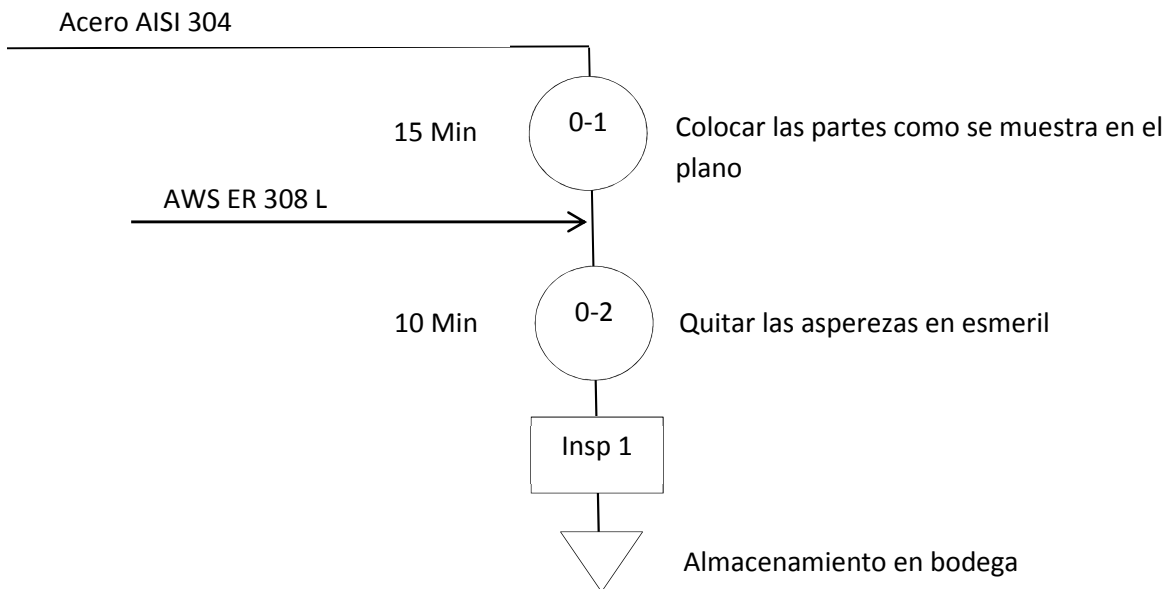 Acero AISI 304
15 Min
0-1
Colocar las partes como se muestra en el
plano
AWS ER 308 L
10 Min
0-2
Quitar las asperezas en esmeril
Insp 1
Almacenamiento en bodega